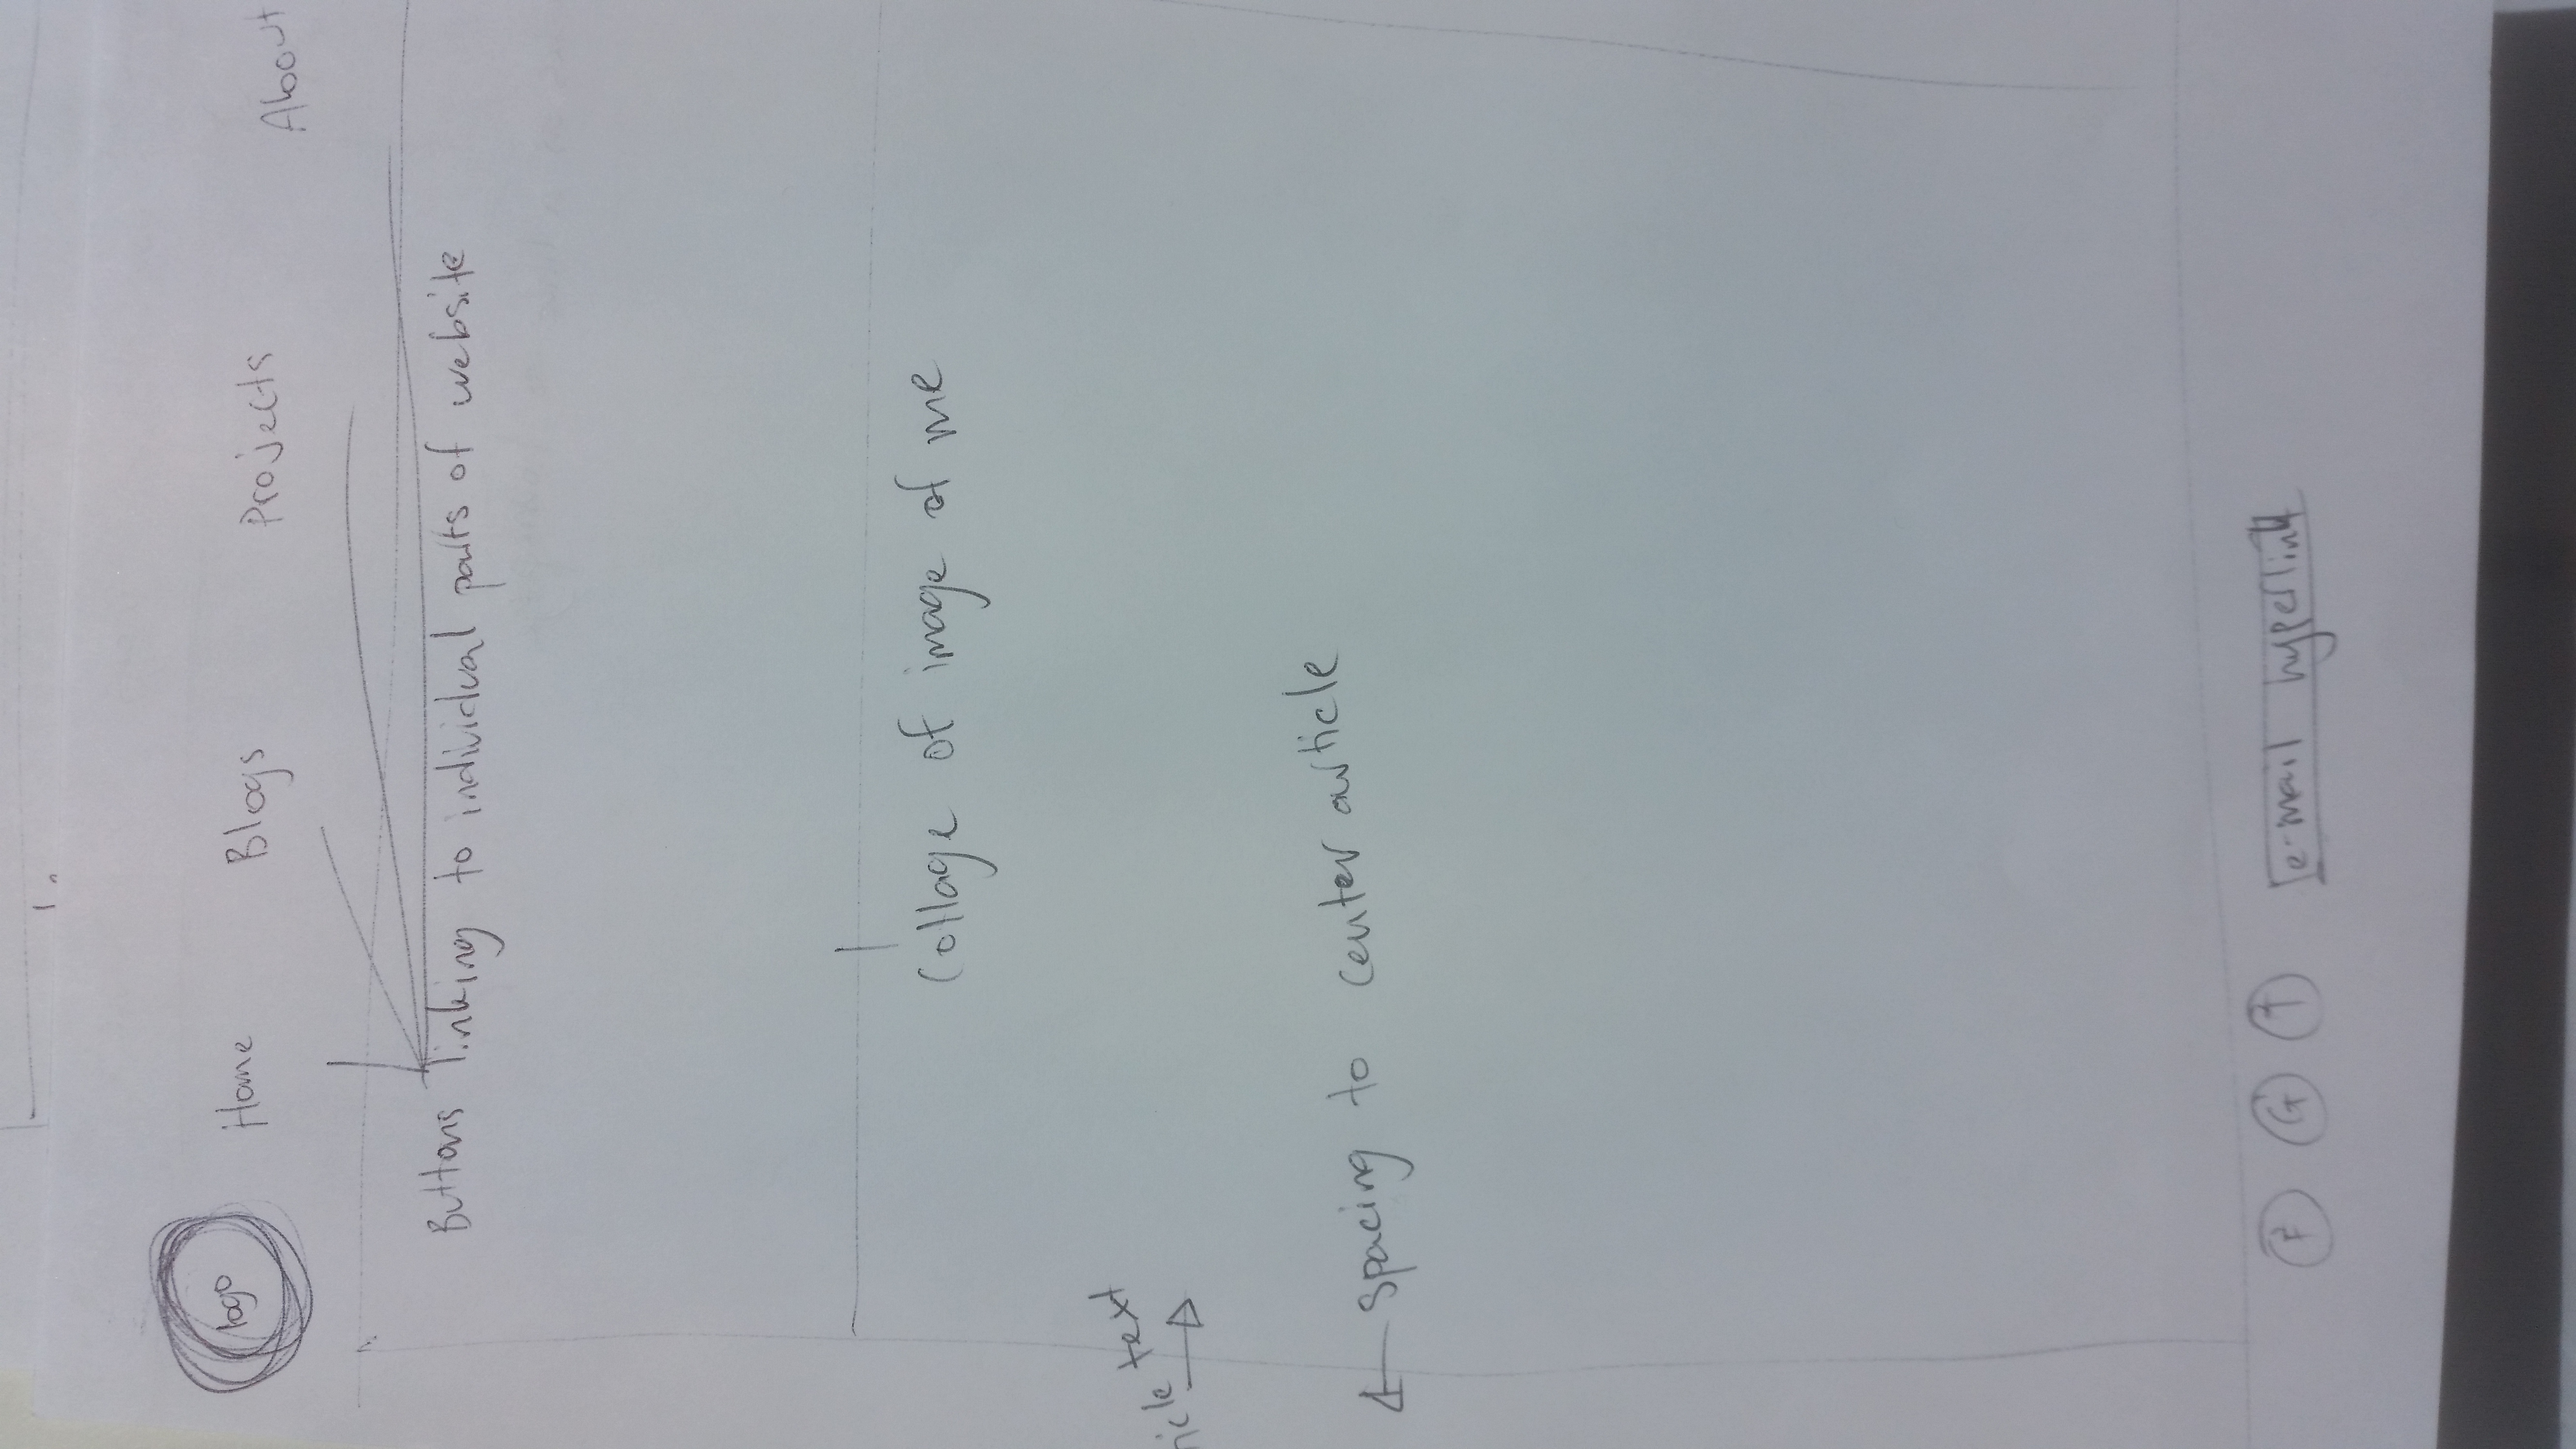 logo Home Blogs Projects About
Buttons linking to individual parts of website
Collage of image of me
text
spacing to center article
F G T e-mail hyperlink